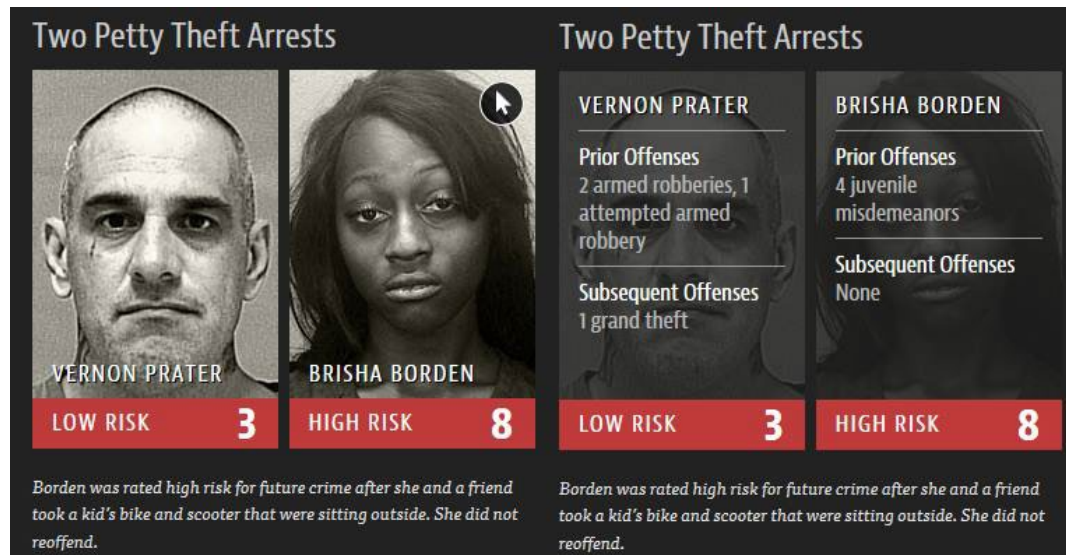 Two Petty Theft Arrests
VERNON PRATER
LOW RISK 3
BRISHA BORDEN
HIGH RISK 8
Borden was rated high risk for future crime after she and a friend
took a kid's bike and scooter that were sitting outside. She did not
reoffend.
Two Petty Theft Arrests
VERNON PRATER
Prior Offenses
2 armed robberies, 1
attempted armed
robbery
Subsequent Offenses
1 grand theft
LOW RISK 3
BRISHA BORDEN
Prior Offenses
4 juvenile
misdemeanors
Subsequent Offenses
None
HIGH RISK 8
Borden was rated high risk for future crime after she and a friend
took a kid's bike and scooter that were sitting outside. She did not
reoffend.